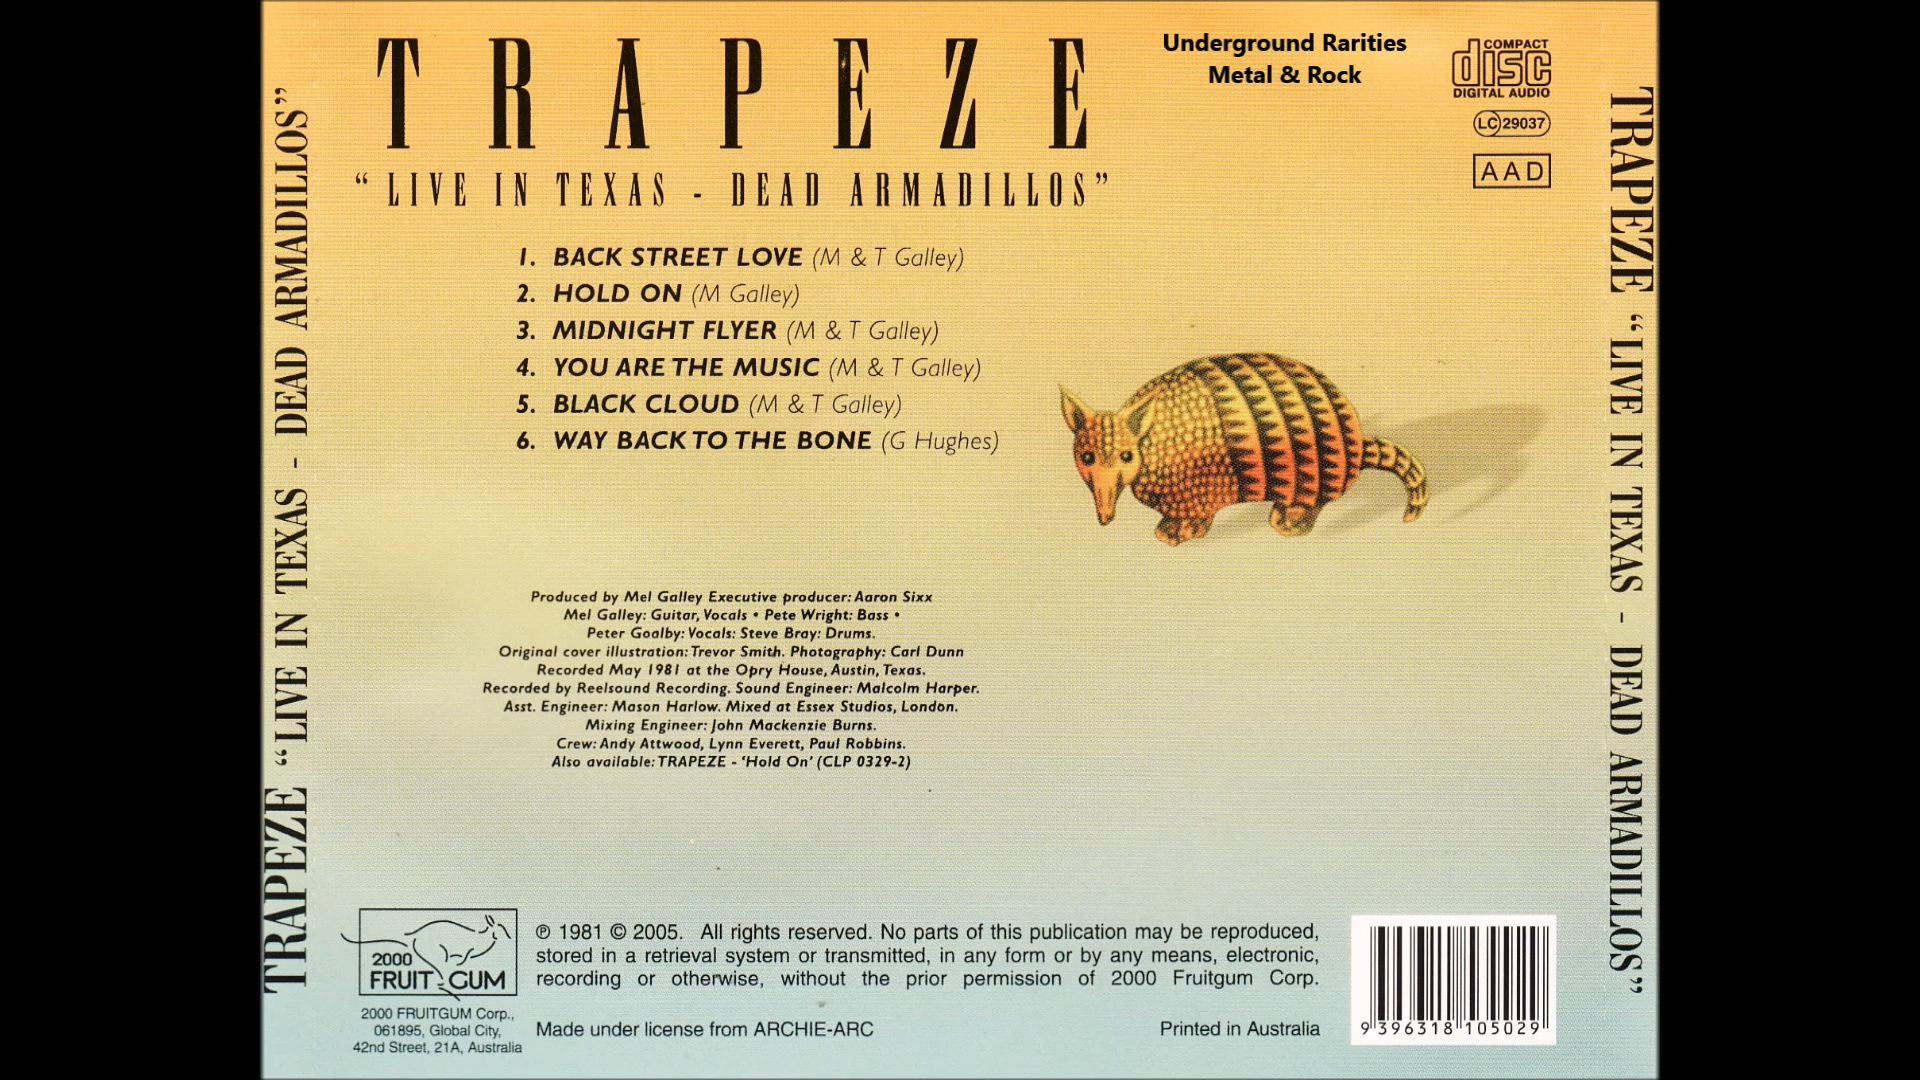 TRAPEZE
“LIVE IN TEXAS - DEAD ARMADILLOS”
Underground Rarities
Metal & Rock
COMPACT
disc
DIGITAL AUDIO
LC 29037
AAD
1. BACK STREET LOVE (M & T Galley)
2. HOLD ON (M Galley)
3. MIDNIGHT FLYER (M & T Galley)
4. YOU ARE THE MUSIC (M & T Galley)
5. BLACK CLOUD (M & T Galley)
6. WAY BACK TO THE BONE (G Hughes)
Produced by Mel Galley Executive producer: Aaron Sixx
Mel Galley: Guitar, Vocals • Pete Wright: Bass •
Peter Goalby: Vocals: Steve Bray: Drums.
Original cover illustration: Trevor Smith. Photography: Carl Dunn
Recorded May 1981 at the Opry House, Austin, Texas.
Recorded by Reelsound Recording. Sound Engineer: Malcolm Harper.
Asst. Engineer: Mason Harlow. Mixed at Essex Studios, London.
Mixing Engineer: John Mackenzie Burns.
Crew: Andy Attwood, Lynn Everett, Paul Robbins.
Also available: TRAPEZE - ‘Hold On’ (CLP 0329-2)
2000
FRUITGUM
2000 FRUITGUM Corp.,
061895, Global City,
42nd Street, 21A, Australia
℗ 1981 © 2005. All rights reserved. No parts of this publication may be reproduced,
stored in a retrieval system or transmitted, in any form or by any means, electronic,
recording or otherwise, without the prior permission of 2000 Fruitgum Corp.
Made under license from ARCHIE-ARC
Printed in Australia
9 396318 105029
TRAPEZE “LIVE IN TEXAS - DEAD ARMADILLOS”
TRAPEZE “LIVE IN TEXAS - DEAD ARMADILLOS”